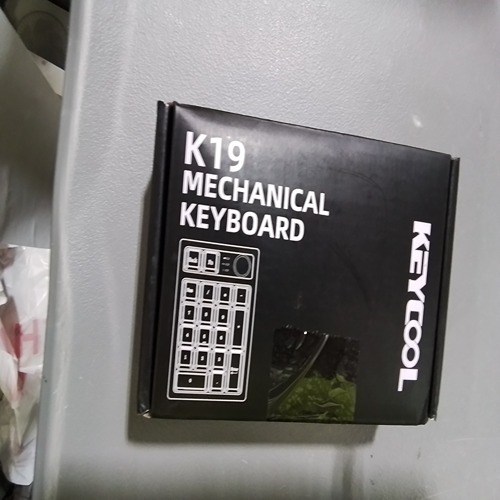 K19
MECHANICAL
KEYBOARD
KEYCOOL
H